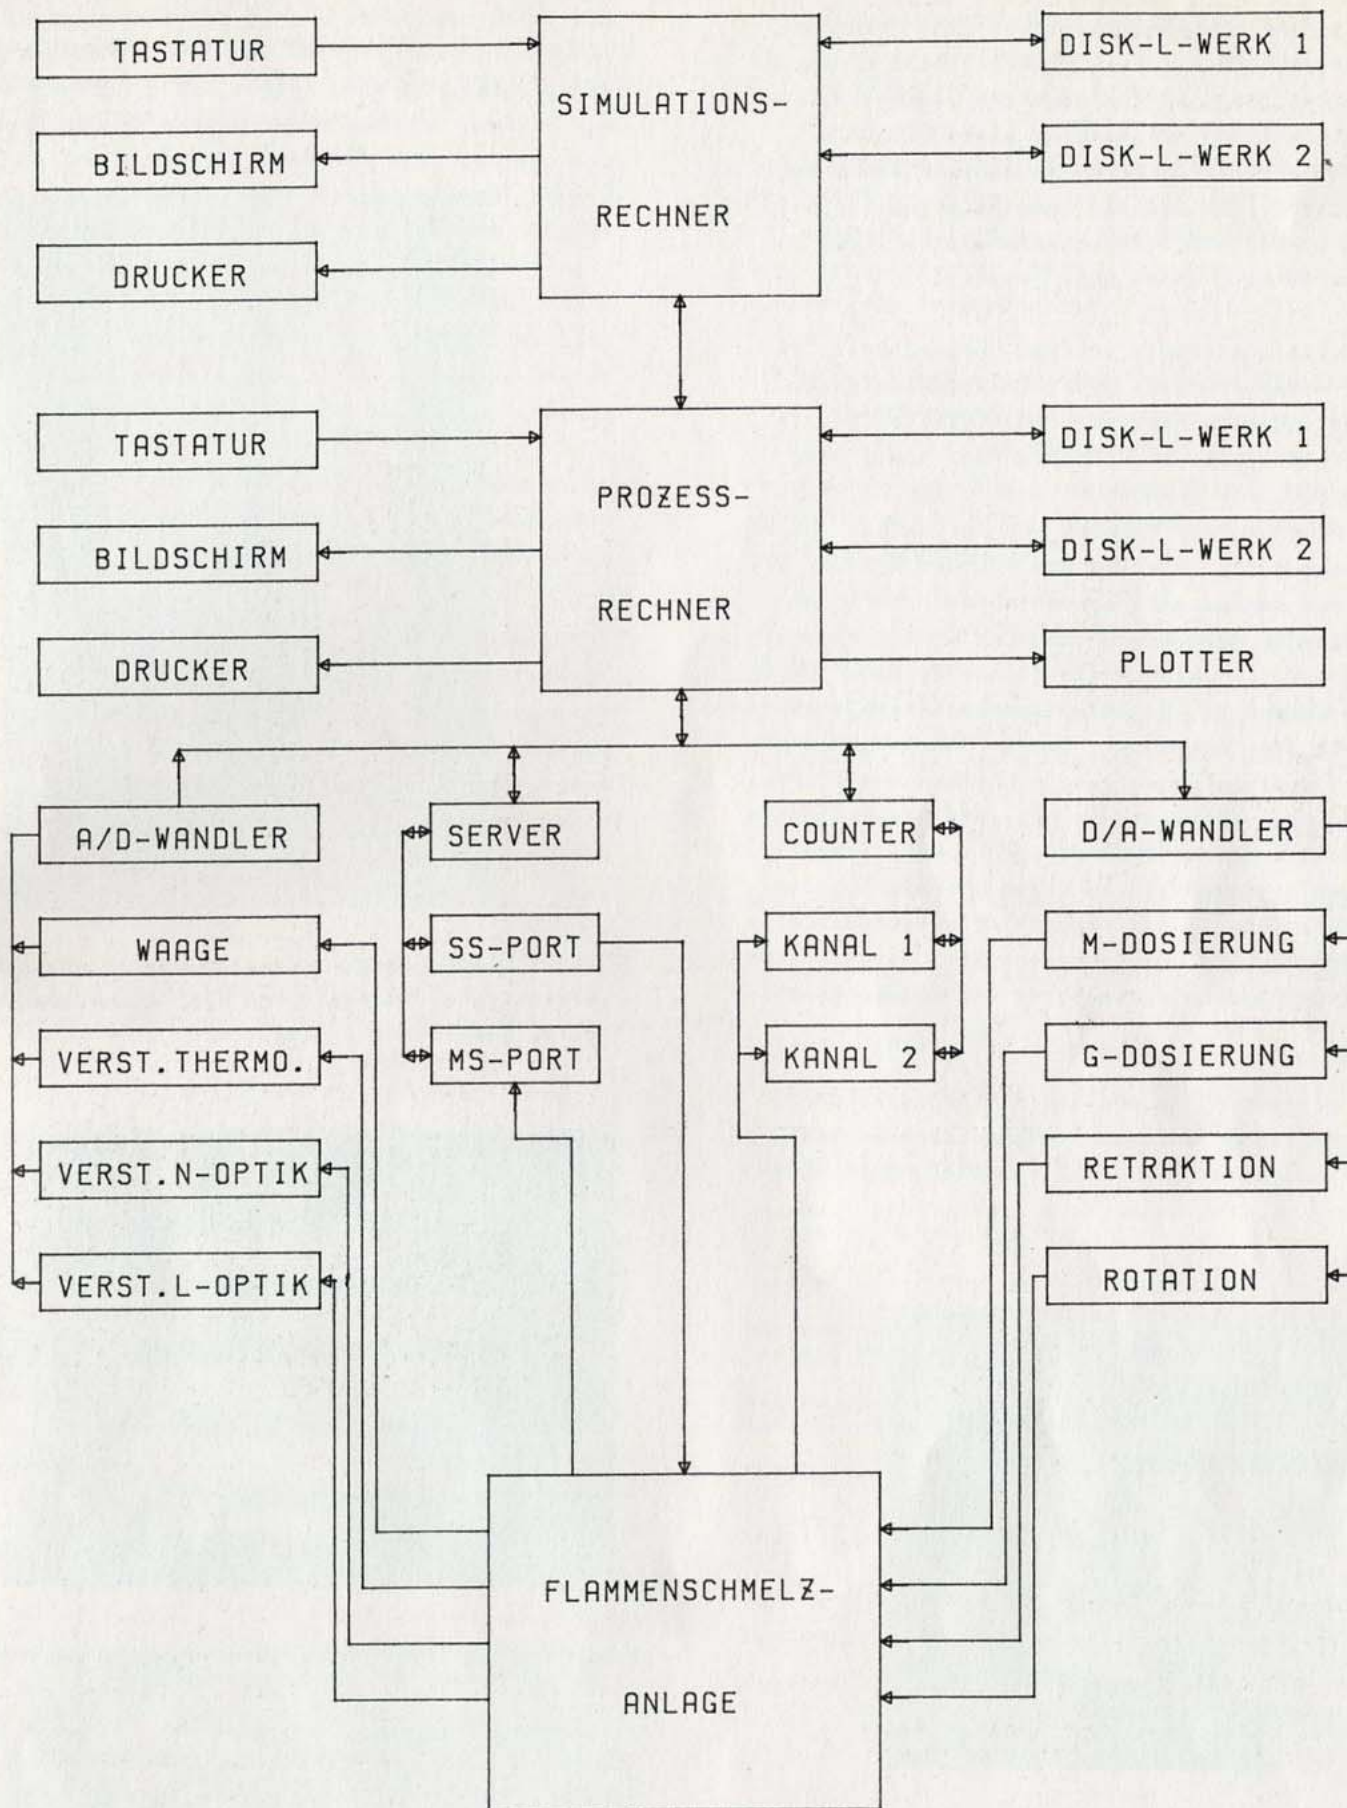 TASTATUR
BILDSCHIRM
DRUCKER
SIMULATIONS-
RECHNER
DISK-L-WERK 1
DISK-L-WERK 2
TASTATUR
BILDSCHIRM
DRUCKER
PROZESS-
RECHNER
DISK-L-WERK 1
DISK-L-WERK 2
PLOTTER
A/D-WANDLER
WAAGE
VERST.THERMO.
VERST.N-OPTIK
VERST.L-OPTIK
SERVER
SS-PORT
MS-PORT
COUNTER
KANAL 1
KANAL 2
D/A-WANDLER
M-DOSIERUNG
G-DOSIERUNG
RETRAKTION
ROTATION
FLAMMENSCHMELZ-
ANLAGE